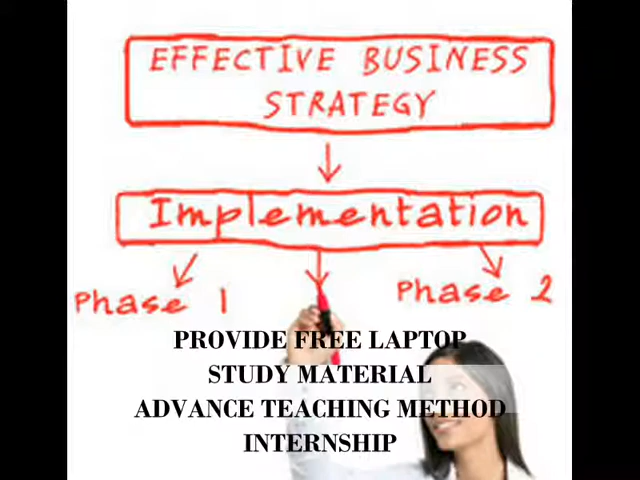 EFFECTIVE BUSINESS
STRATEGY
Implementation
Phase 1
Phase 2
PROVIDE FREE LAPTOP
STUDY MATERIAL
ADVANCE TEACHING METHOD
INTERNSHIP